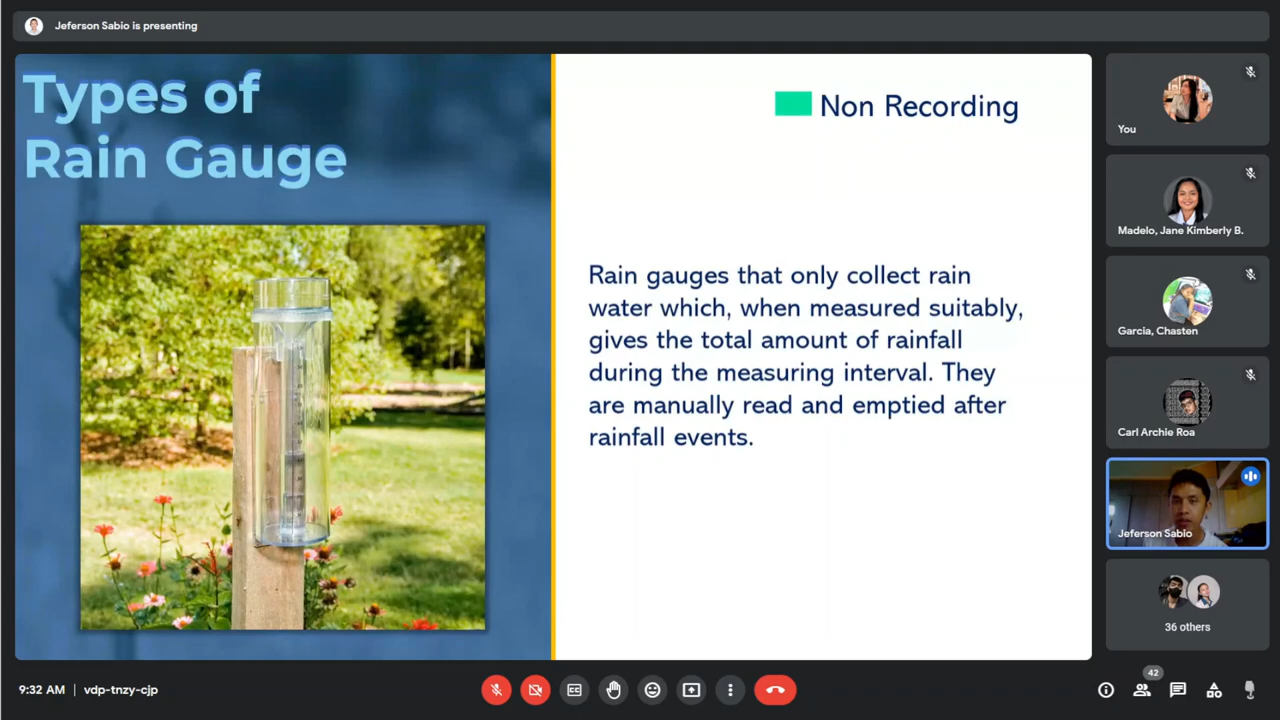 Jeferson Sabio is presenting
Types of
Rain Gauge
Non Recording
Rain gauges that only collect rain
water which, when measured suitably,
gives the total amount of rainfall
during the measuring interval. They
are manually read and emptied after
rainfall events.
You
Madelo, Jane Kimberly B.
Garcia, Chasten
Carl Archie Roa
Jeferson Sabio
36 others
9:32 AM | vdp-tnzy-cjp
CC
42